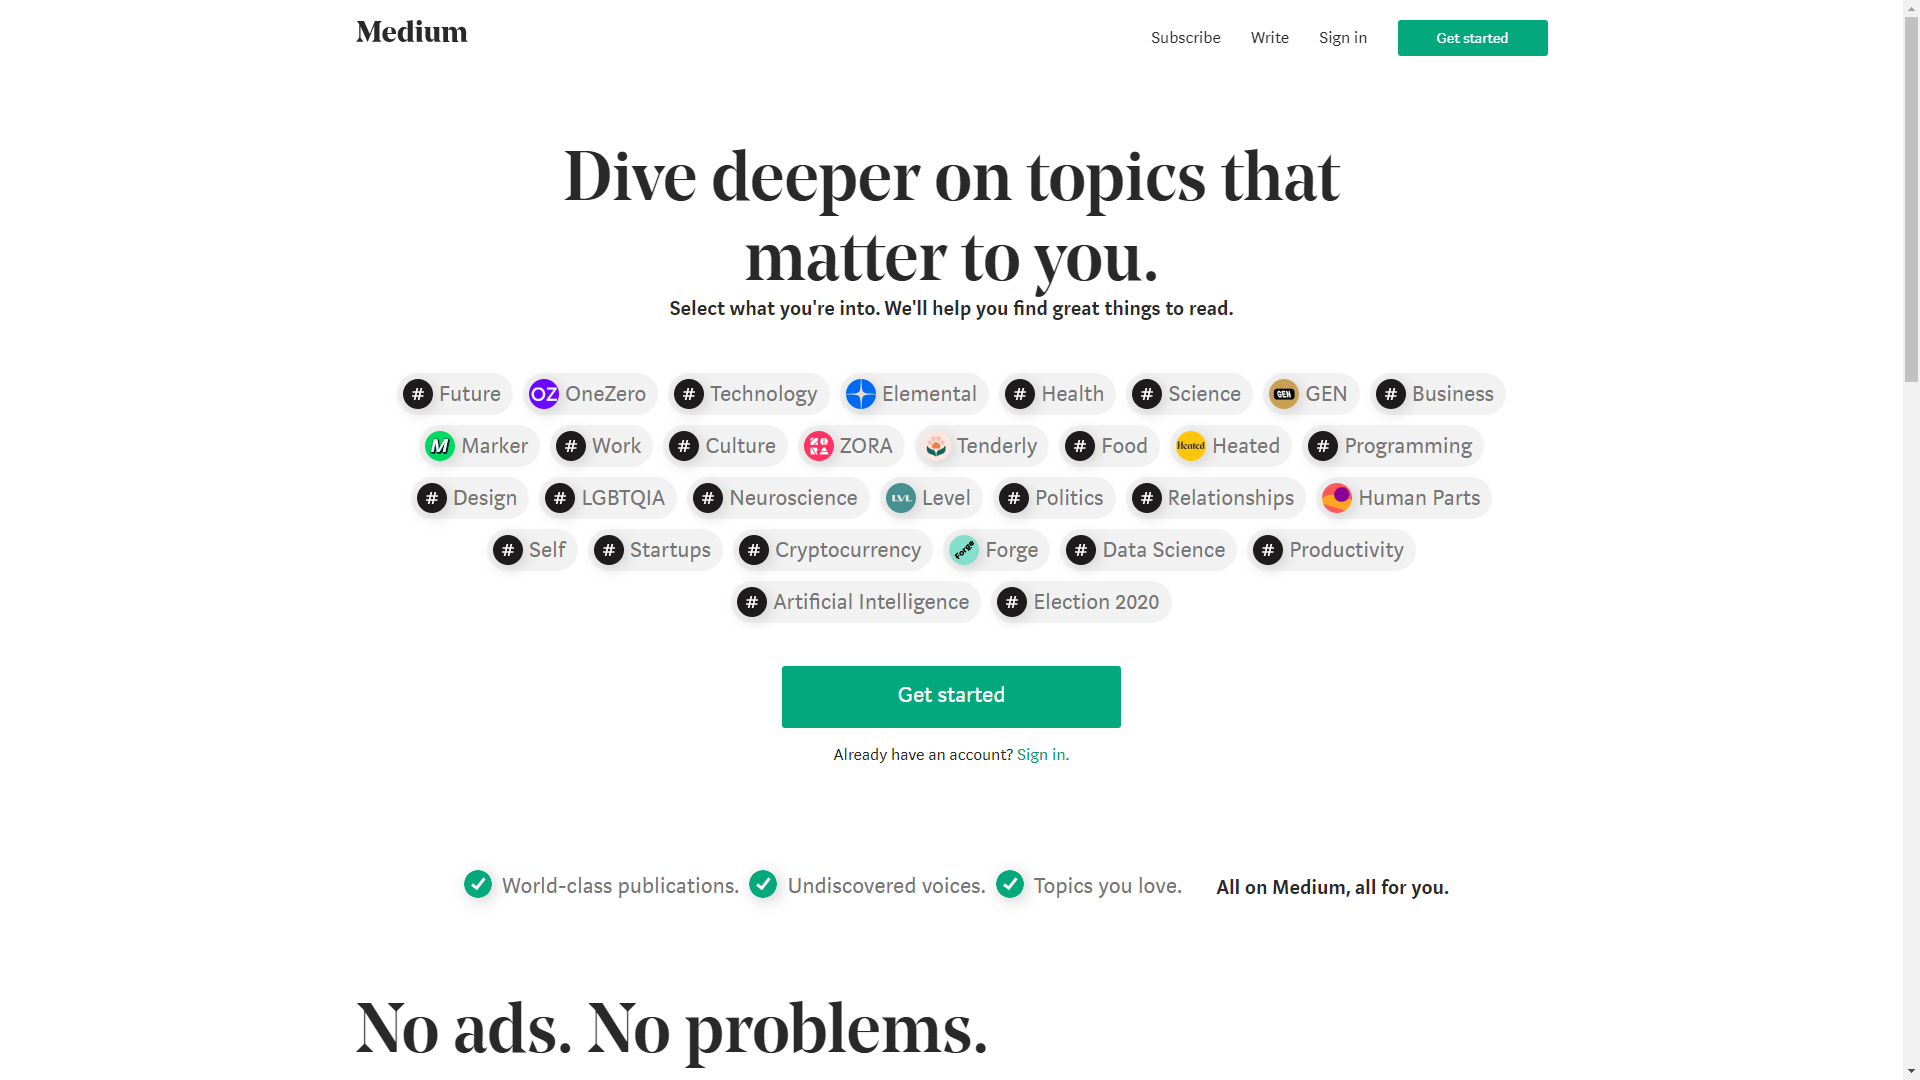 Medium
Subscribe Write Sign in Get started
Dive deeper on topics that
matter to you.
Select what you're into. We'll help you find great things to read.
# Future OZ OneZero # Technology Elemental # Health # Science GEN GEN # Business
M Marker # Work # Culture ZORA ZORA Tenderly # Food Heated Heated # Programming
# Design # LGBTQIA # Neuroscience LVL Level # Politics # Relationships Human Parts
# Self # Startups # Cryptocurrency Forge Forge # Data Science # Productivity
# Artificial Intelligence # Election 2020
Get started
Already have an account? Sign in.
World-class publications. Undiscovered voices. Topics you love. All on Medium, all for you.
No ads. No problems.